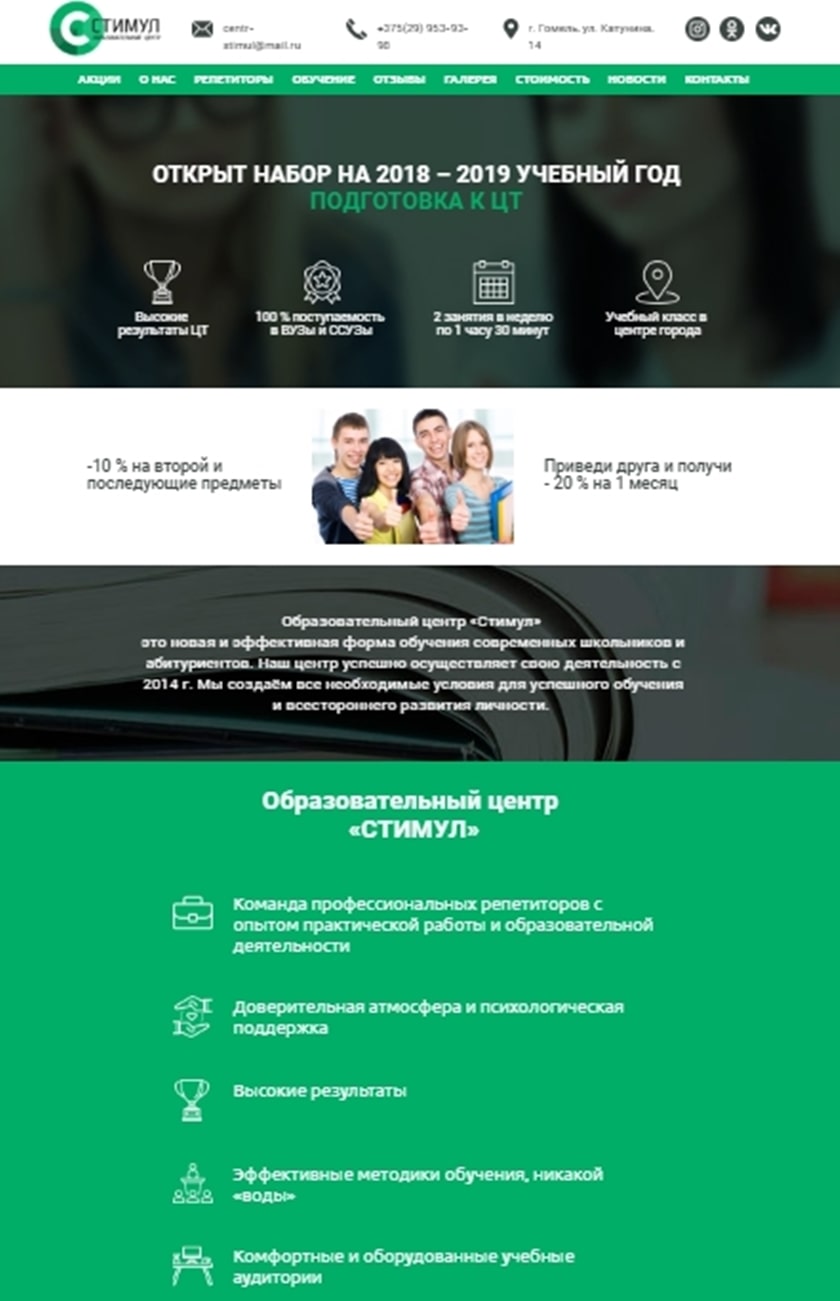 СТИМУЛ
ОБРАЗОВАТЕЛЬНЫЙ ЦЕНТР
centr-
stimul@mail.ru
+375(29) 953-93-
г. Гомель, ул. Катунина,
14
АКЦИИ О НАС РЕПЕТИТОРЫ ОБУЧЕНИЕ ОТЗЫВЫ ГАЛЕРЕЯ СТОИМОСТЬ НОВОСТИ КОНТАКТЫ
ОТКРЫТ НАБОР НА 2018 – 2019 УЧЕБНЫЙ ГОД
ПОДГОТОВКА К ЦТ
Высокие
результаты ЦТ
100 % поступаемость
в ВУЗы и ССУЗы
2 занятия в неделю
по 1 часу 30 минут
Учебный класс в
центре города
-10 % на второй и
последующие предметы
Приведи друга и получи
- 20 % на 1 месяц
Образовательный центр «Стимул»
это новая и эффективная форма обучения современных школьников и
абитуриентов. Наш центр успешно осуществляет свою деятельность с
2014 г. Мы создаём все необходимые условия для успешного обучения
и всестороннего развития личности.
Образовательный центр
«СТИМУЛ»
Команда профессиональных репетиторов с
опытом практической работы и образовательной
деятельности
Доверительная атмосфера и психологическая
поддержка
Высокие результаты
Эффективные методики обучения, никакой
«воды»
Комфортные и оборудованные учебные
аудитории